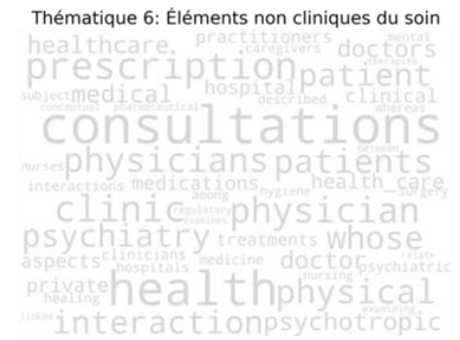 Thématique 6: Éléments non cliniques du soin
healthcare. practitioners mental
caregivers doctors
prescription therapies patient
subject medical hospital described clinical
conceptual pharmaceutical whereas
consultations
between
nurses physicians patients
interactions medications among hygiene health_care surgery
clinic regulatory examines physician
psychiatry treatments whose
aspects clinicians hospitals medicine doctor relate psychiatric
private healing health nursing physical
examining
linked interaction psychotropic